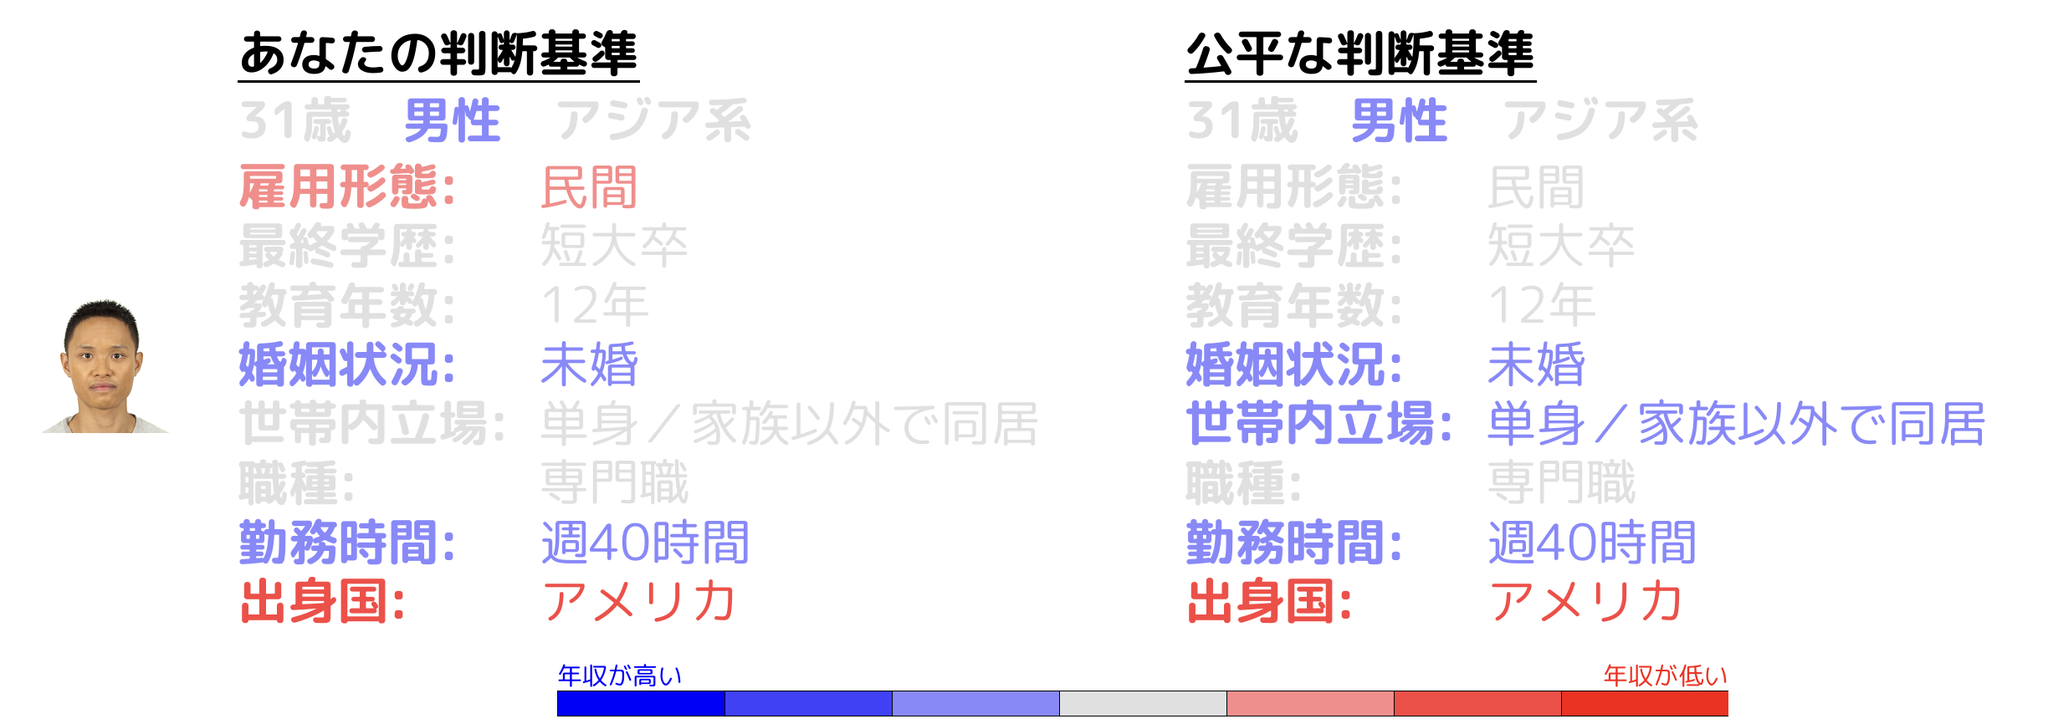 あなたの判断基準
31歳 男性 アジア系
雇用形態: 民間
最終学歴: 短大卒
教育年数: 12年
婚姻状況: 未婚
世帯内立場: 単身／家族以外で同居
職種: 専門職
勤務時間: 週40時間
出身国: アメリカ
公平な判断基準
31歳 男性 アジア系
雇用形態: 民間
最終学歴: 短大卒
教育年数: 12年
婚姻状況: 未婚
世帯内立場: 単身／家族以外で同居
職種: 専門職
勤務時間: 週40時間
出身国: アメリカ
年収が高い 年収が低い